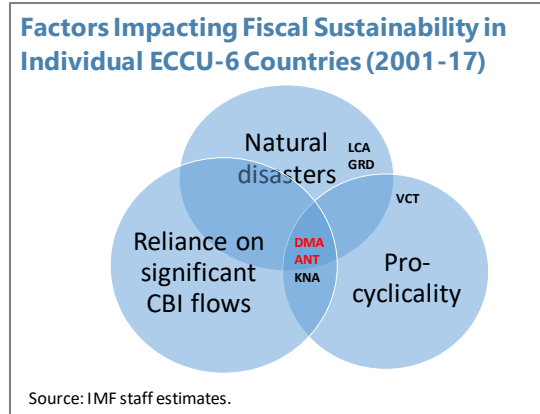 Factors Impacting Fiscal Sustainability in
Individual ECCU-6 Countries (2001-17)
Natural
disasters
LCA
GRD
VCT
Reliance on
significant
CBI flows
DMA
ANT
KNA
Pro-
cyclicality
Source: IMF staff estimates.